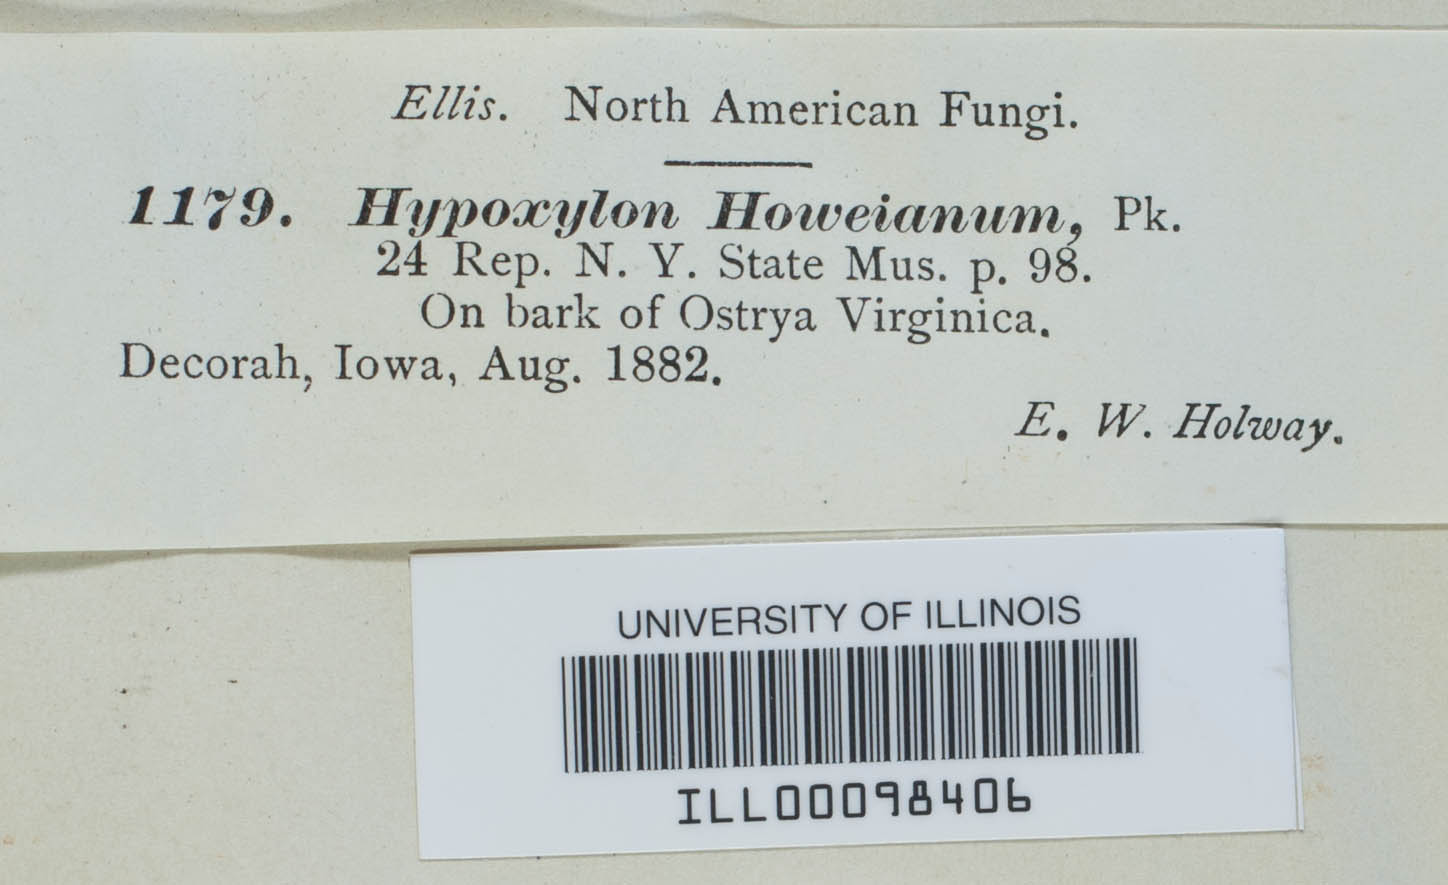 Ellis. North American Fungi.
1179. Hypoxylon Howeianum, Pk.
24 Rep. N. Y. State Mus. p. 98.
On bark of Ostrya Virginica.
Decorah, Iowa, Aug. 1882.
E. W. Holway.
UNIVERSITY OF ILLINOIS
ILL00098406